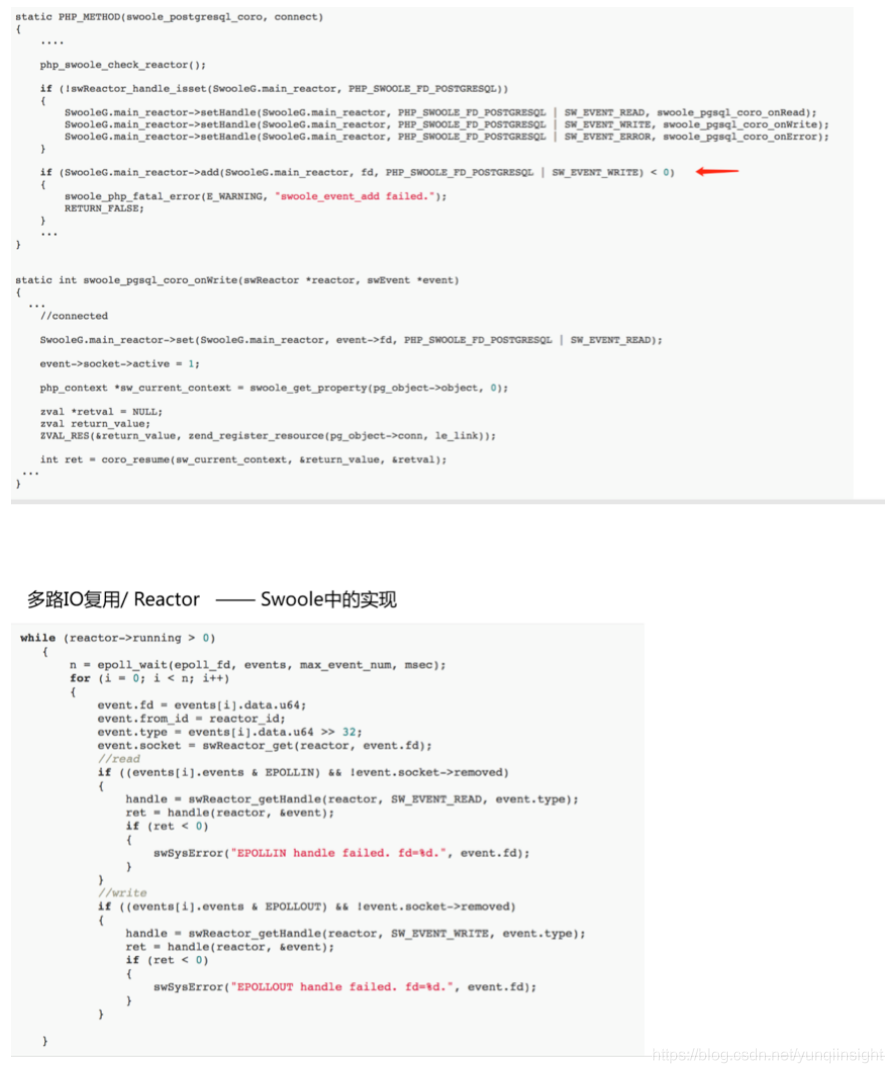 static PHP_METHOD(swoole_postgresql_coro, connect)
{
....
php_swoole_check_reactor();
if (!swReactor_handle_isset(SwooleG.main_reactor, PHP_SWOOLE_FD_POSTGRESQL))
{
SwooleG.main_reactor->setHandle(SwooleG.main_reactor, PHP_SWOOLE_FD_POSTGRESQL | SW_EVENT_READ, swoole_pgsql_coro_onRead);
SwooleG.main_reactor->setHandle(SwooleG.main_reactor, PHP_SWOOLE_FD_POSTGRESQL | SW_EVENT_WRITE, swoole_pgsql_coro_onWrite);
SwooleG.main_reactor->setHandle(SwooleG.main_reactor, PHP_SWOOLE_FD_POSTGRESQL | SW_EVENT_ERROR, swoole_pgsql_coro_onError);
}
if (SwooleG.main_reactor->add(SwooleG.main_reactor, fd, PHP_SWOOLE_FD_POSTGRESQL | SW_EVENT_WRITE) < 0)
{
swoole_php_fatal_error(E_WARNING, "swoole_event_add failed.");
RETURN_FALSE;
}
...
}
static int swoole_pgsql_coro_onWrite(swReactor *reactor, swEvent *event)
{
...
//connected
SwooleG.main_reactor->set(SwooleG.main_reactor, event->fd, PHP_SWOOLE_FD_POSTGRESQL | SW_EVENT_READ);
event->socket->active = 1;
php_context *sw_current_context = swoole_get_property(pg_object->object, 0);
zval *retval = NULL;
zval return_value;
ZVAL_RES(&return_value, zend_register_resource(pg_object->conn, le_link));
int ret = coro_resume(sw_current_context, &return_value, &retval);
...
}
多路IO复用/ Reactor —— Swoole中的实现
while (reactor->running > 0)
{
n = epoll_wait(epoll_fd, events, max_event_num, msec);
for (i = 0; i < n; i++)
{
event.fd = events[i].data.u64;
event.from_id = reactor_id;
event.type = events[i].data.u64 >> 32;
event.socket = swReactor_get(reactor, event.fd);
//read
if ((events[i].events & EPOLLIN) && !event.socket->removed)
{
handle = swReactor_getHandle(reactor, SW_EVENT_READ, event.type);
ret = handle(reactor, &event);
if (ret < 0)
{
swSysError("EPOLLIN handle failed. fd=%d.", event.fd);
}
}
//write
if ((events[i].events & EPOLLOUT) && !event.socket->removed)
{
handle = swReactor_getHandle(reactor, SW_EVENT_WRITE, event.type);
ret = handle(reactor, &event);
if (ret < 0)
{
swSysError("EPOLLOUT handle failed. fd=%d.", event.fd);
}
}
}
https://blog.csdn.net/yunqiinsight